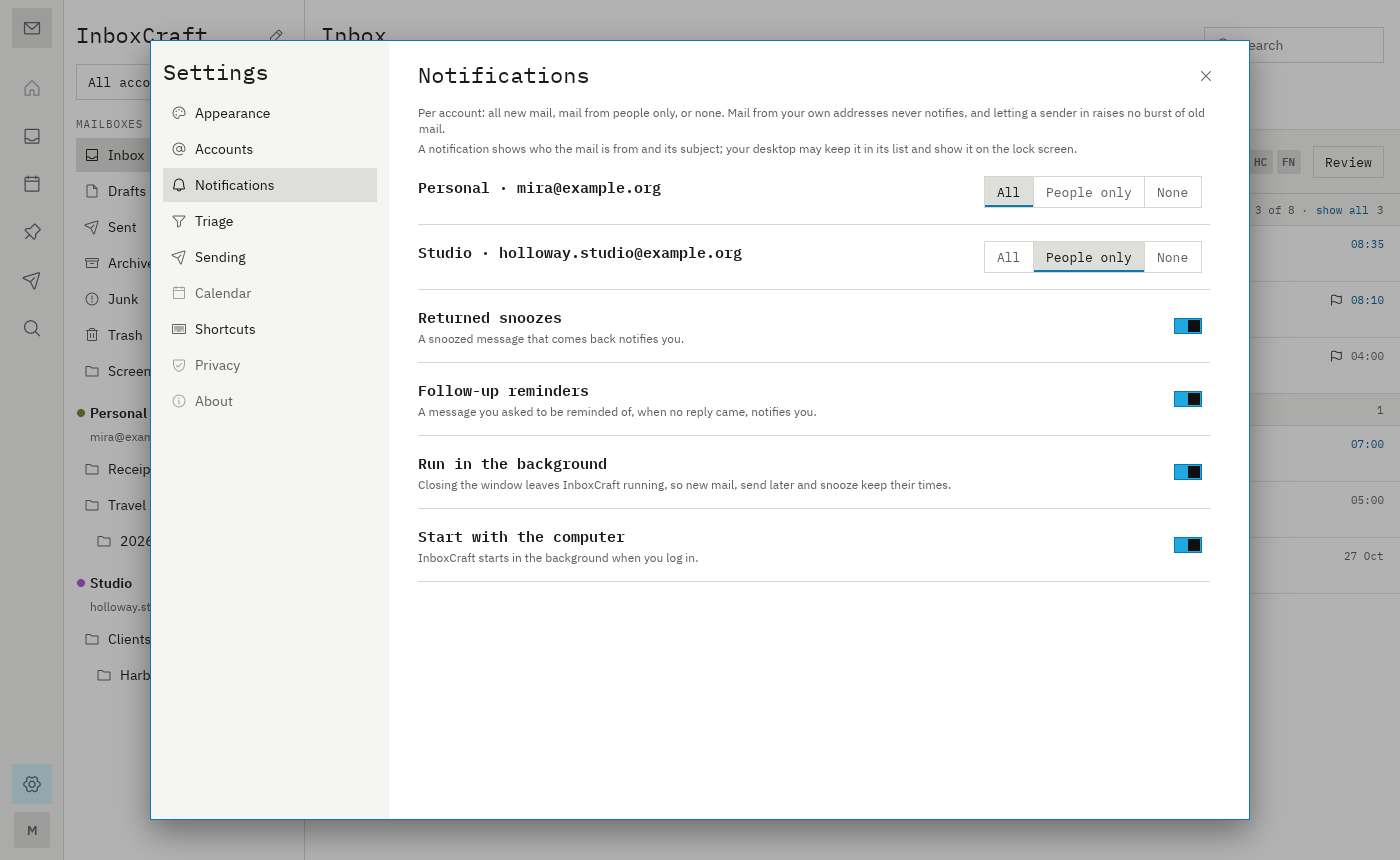 InboxCraft
Inbox
earch
All acco
MAILBOXES
Inbox
Drafts
Sent
Archive
Junk
Trash
Screen
Personal
mira@exam
Receip
Travel
2026
Studio
holloway.st
Clients
Harb
M
Settings
Appearance
Accounts
Notifications
Triage
Sending
Calendar
Shortcuts
Privacy
About
Notifications
Per account: all new mail, mail from people only, or none. Mail from your own addresses never notifies, and letting a sender in raises no burst of old
mail.
A notification shows who the mail is from and its subject; your desktop may keep it in its list and show it on the lock screen.
Personal · mira@example.org All People only None
Studio · holloway.studio@example.org All People only None
Returned snoozes
A snoozed message that comes back notifies you.
Follow-up reminders
A message you asked to be reminded of, when no reply came, notifies you.
Run in the background
Closing the window leaves InboxCraft running, so new mail, send later and snooze keep their times.
Start with the computer
InboxCraft starts in the background when you log in.
HC FN Review
3 of 8 · show all 3
08:35
08:10
04:00
1
07:00
05:00
27 Oct